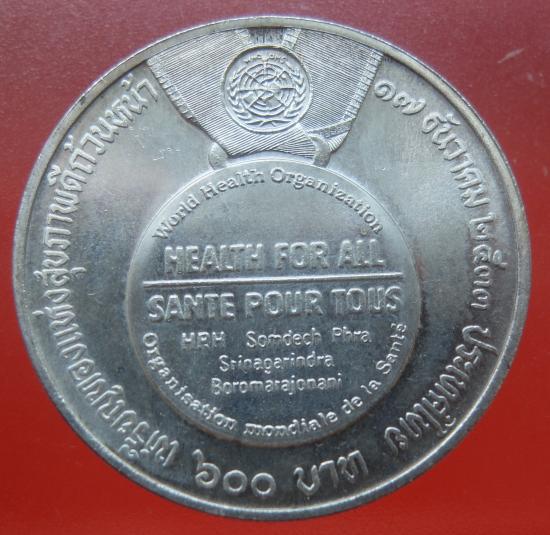 เหรียญทองแห่งสุขภาพดีถ้วนหน้า
๑๗ ธันวาคม ๒๕๓๓ ประเทศไทย
World Health Organization
HEALTH FOR ALL
SANTE POUR TOUS
HRH Somdech Phra
Srinagarindra
Boromarajonani
Organisation mondiale de la Santé
๖๐๐ บาท